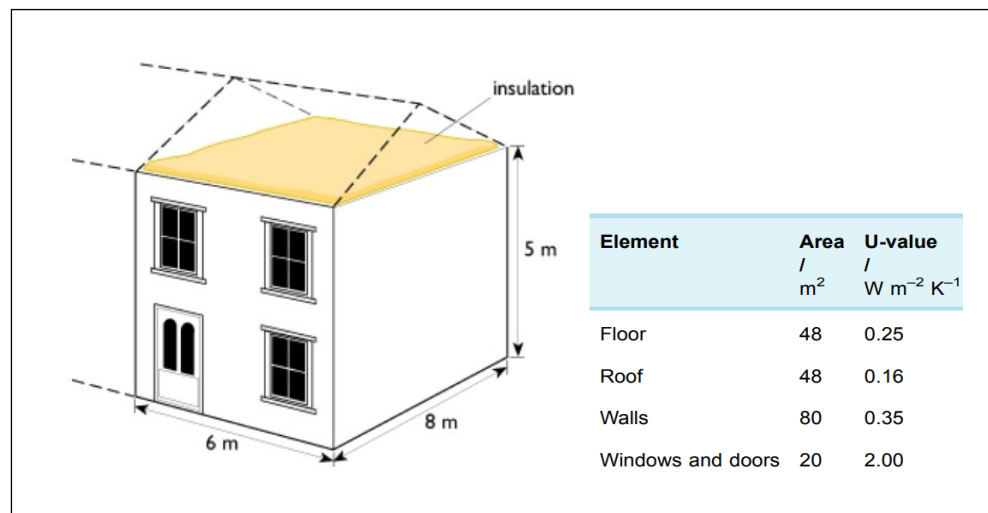 insulation
5 m
8 m
6 m
Element Area U-value
/ /
m² W m⁻² K⁻¹
Floor 48 0.25
Roof 48 0.16
Walls 80 0.35
Windows and doors 20 2.00